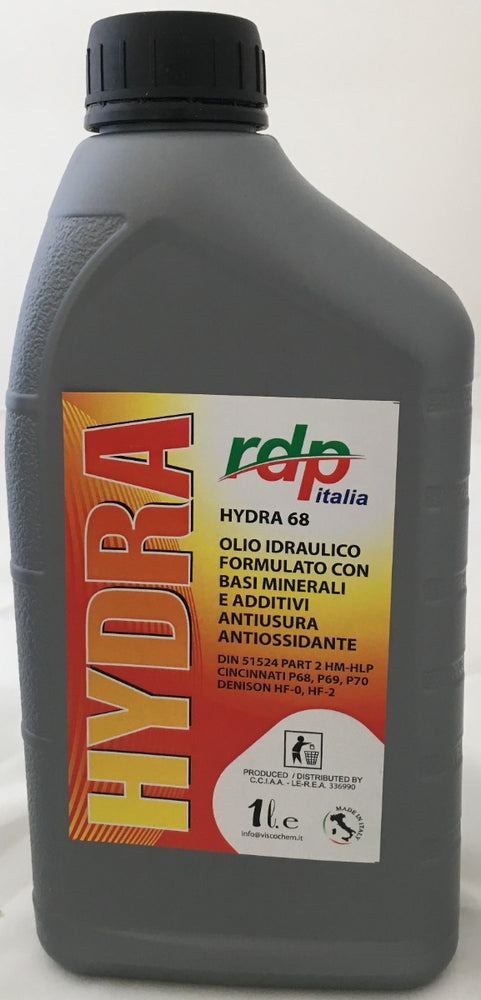 HYDRA
rdp
italia
HYDRA 68
OLIO IDRAULICO
FORMULATO CON
BASI MINERALI
E ADDITIVI
ANTIUSURA
ANTIOSSIDANTE
DIN 51524 PART 2 HM-HLP
CINCINNATI P68, P69, P70
DENISON HF-0, HF-2
PRODUCED / DISTRIBUTED BY
C.C.I.A.A. - LE-R.E.A. 336990
1l.e
info@viscochem.it
MADE IN ITALY